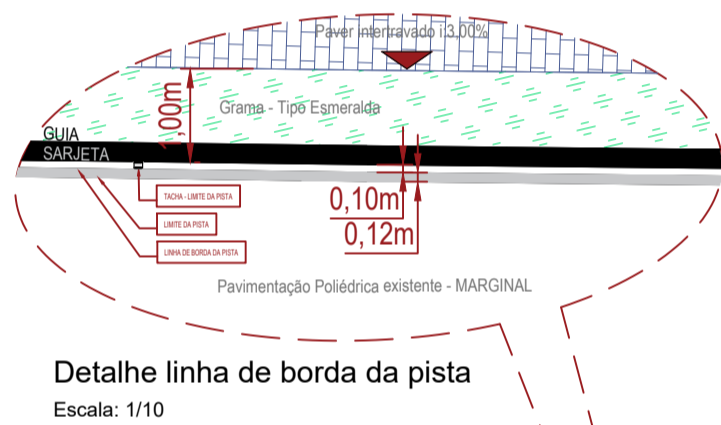 Paver Intertravado i:3,00%
1,00m
Grama - Tipo Esmeralda
GUIA
SARJETA
TACHA - LIMITE DA PISTA
0,10m
LIMITE DA PISTA
0,12m
LINHA DE BORDA DA PISTA
Pavimentação Poliédrica existente - MARGINAL
Detalhe linha de borda da pista
Escala: 1/10